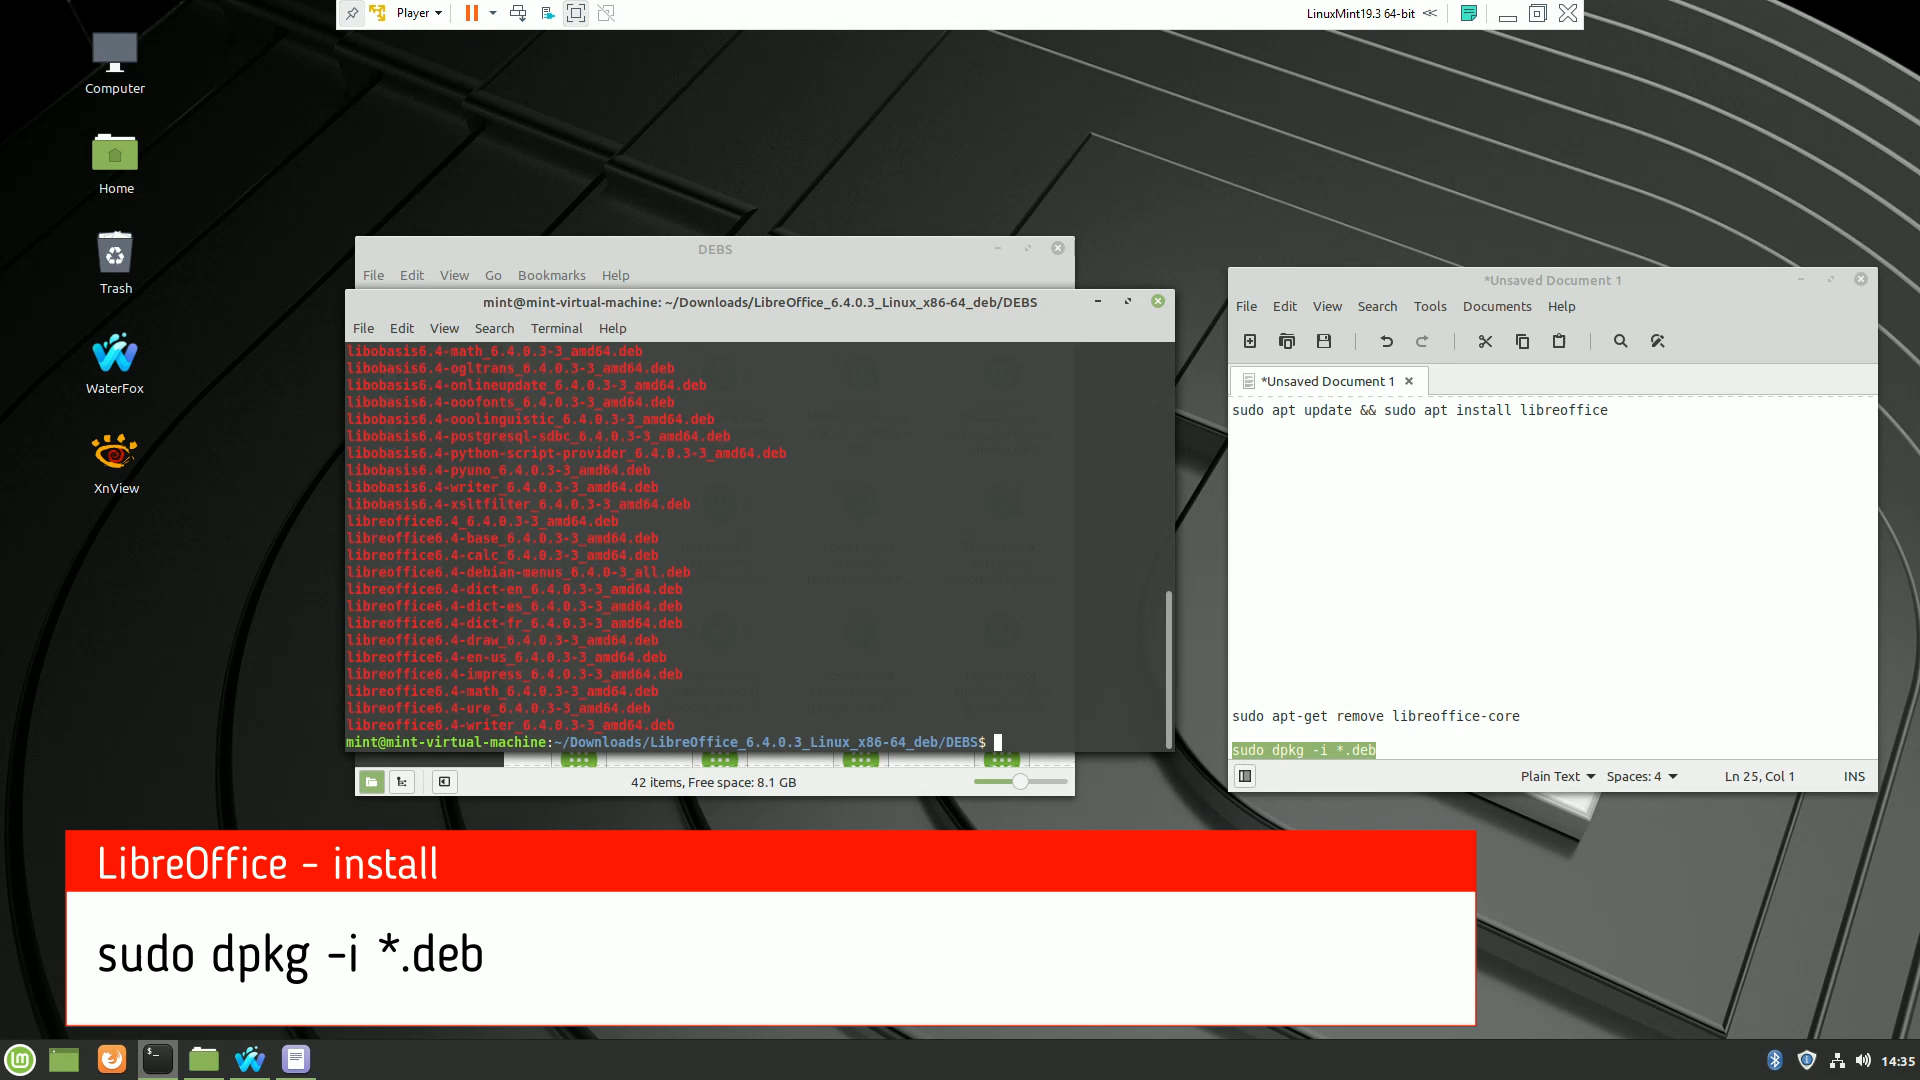 Player
LinuxMint19.3 64-bit
Computer
Home
Trash
WaterFox
XnView
DEBS
File Edit View Go Bookmarks Help
mint@mint-virtual-machine: ~/Downloads/LibreOffice_6.4.0.3_Linux_x86-64_deb/DEBS
File Edit View Search Terminal Help
libobasis6.4-math_6.4.0.3-3_amd64.deb
libobasis6.4-ogltrans_6.4.0.3-3_amd64.deb
libobasis6.4-onlineupdate_6.4.0.3-3_amd64.deb
libobasis6.4-ooofonts_6.4.0.3-3_amd64.deb
libobasis6.4-ooolinguistic_6.4.0.3-3_amd64.deb
libobasis6.4-postgresql-sdbc_6.4.0.3-3_amd64.deb
libobasis6.4-python-script-provider_6.4.0.3-3_amd64.deb
libobasis6.4-pyuno_6.4.0.3-3_amd64.deb
libobasis6.4-writer_6.4.0.3-3_amd64.deb
libobasis6.4-xsltfilter_6.4.0.3-3_amd64.deb
libreoffice6.4_6.4.0.3-3_amd64.deb
libreoffice6.4-base_6.4.0.3-3_amd64.deb
libreoffice6.4-calc_6.4.0.3-3_amd64.deb
libreoffice6.4-debian-menus_6.4.0-3_all.deb
libreoffice6.4-dict-en_6.4.0.3-3_amd64.deb
libreoffice6.4-dict-es_6.4.0.3-3_amd64.deb
libreoffice6.4-dict-fr_6.4.0.3-3_amd64.deb
libreoffice6.4-draw_6.4.0.3-3_amd64.deb
libreoffice6.4-en-us_6.4.0.3-3_amd64.deb
libreoffice6.4-impress_6.4.0.3-3_amd64.deb
libreoffice6.4-math_6.4.0.3-3_amd64.deb
libreoffice6.4-ure_6.4.0.3-3_amd64.deb
libreoffice6.4-writer_6.4.0.3-3_amd64.deb
mint@mint-virtual-machine:~/Downloads/LibreOffice_6.4.0.3_Linux_x86-64_deb/DEBS$
42 items, Free space: 8.1 GB
*Unsaved Document 1
File Edit View Search Tools Documents Help
*Unsaved Document 1
sudo apt update && sudo apt install libreoffice
sudo apt-get remove libreoffice-core
sudo dpkg -i *.deb
Plain Text Spaces: 4 Ln 25, Col 1 INS
LibreOffice - install
sudo dpkg -i *.deb
14:35